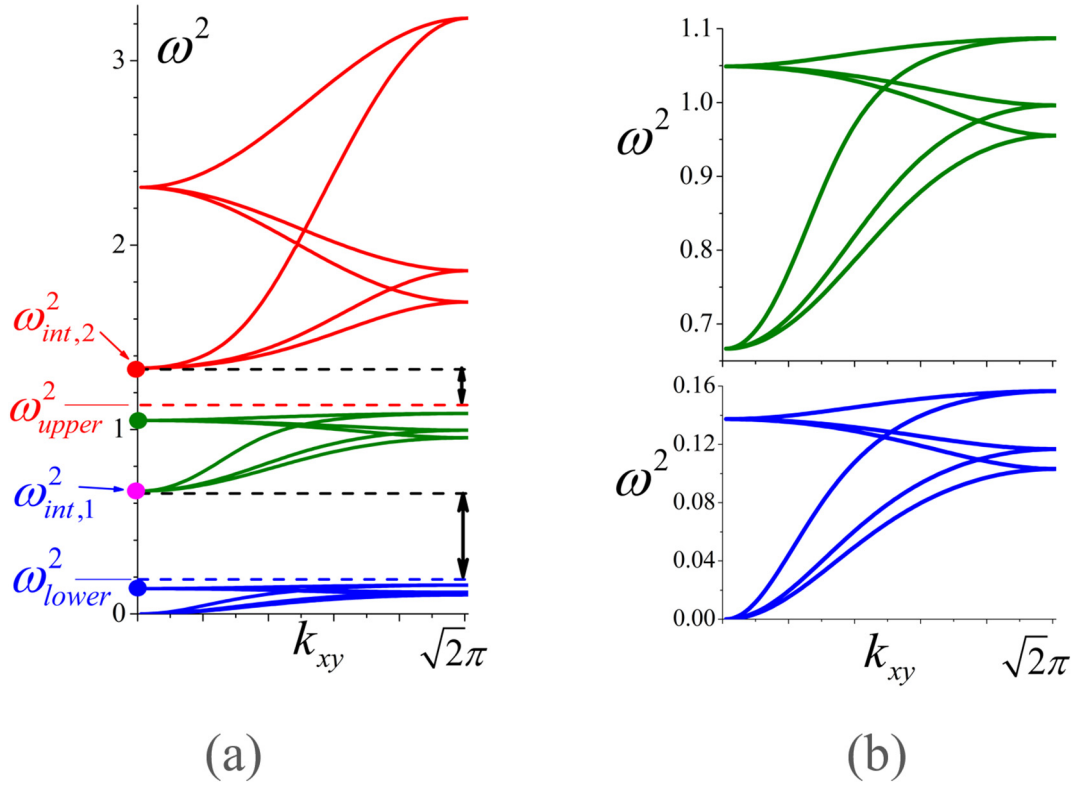 ω²
3
2
ω²int,2
ω²upper
1
ω²int,1
ω²lower
0
kxy
√2π
(a)
1.1
1.0
ω²
0.9
0.8
0.7
0.16
0.12
ω²
0.08
0.04
0.00
kxy
√2π
(b)